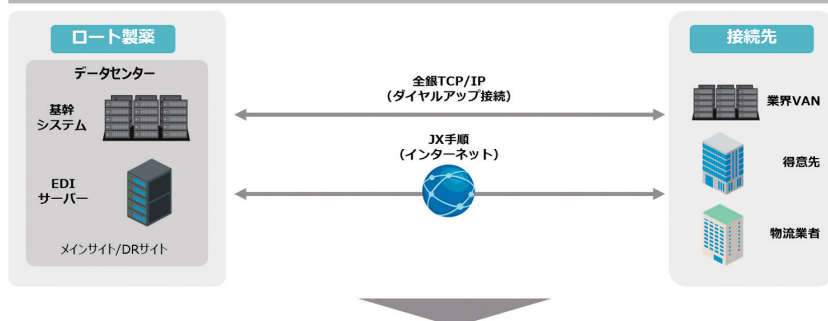 ロート製薬
データセンター
基幹
システム
EDI
サーバー
メインサイト/DRサイト
全銀TCP/IP
(ダイヤルアップ接続)
JX手順
(インターネット)
接続先
業界VAN
得意先
物流業者